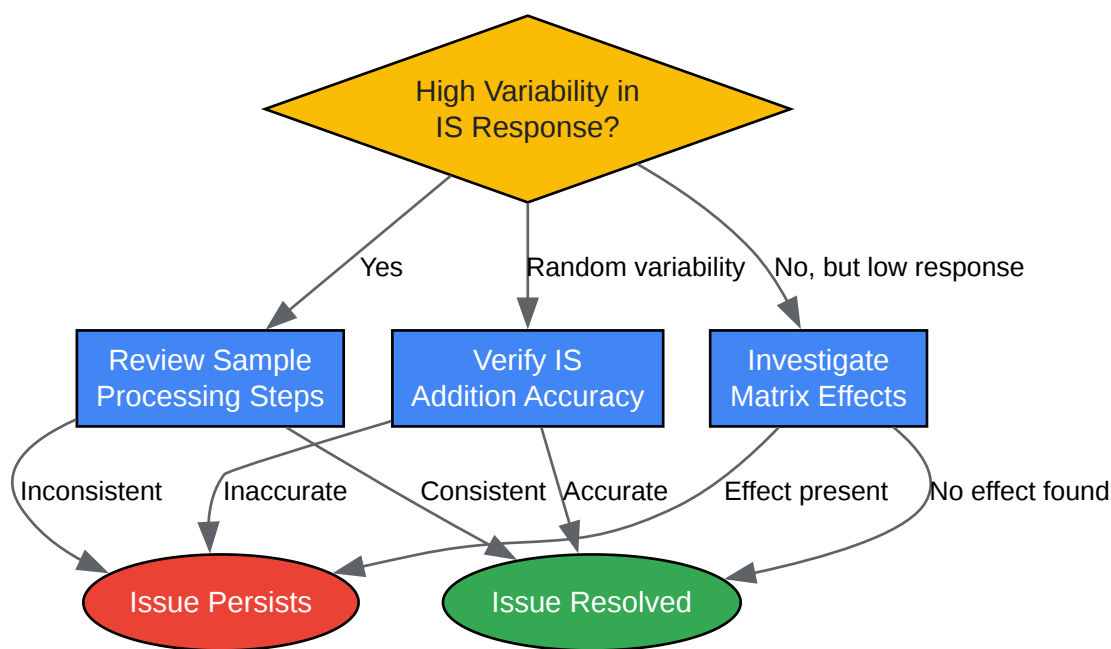 High Variability in
IS Response?
Yes
Random variability
No, but low response
Review Sample
Processing Steps
Verify IS
Addition Accuracy
Investigate
Matrix Effects
Inconsistent
Inaccurate
Consistent
Accurate
Effect present
No effect found
Issue Persists
Issue Resolved